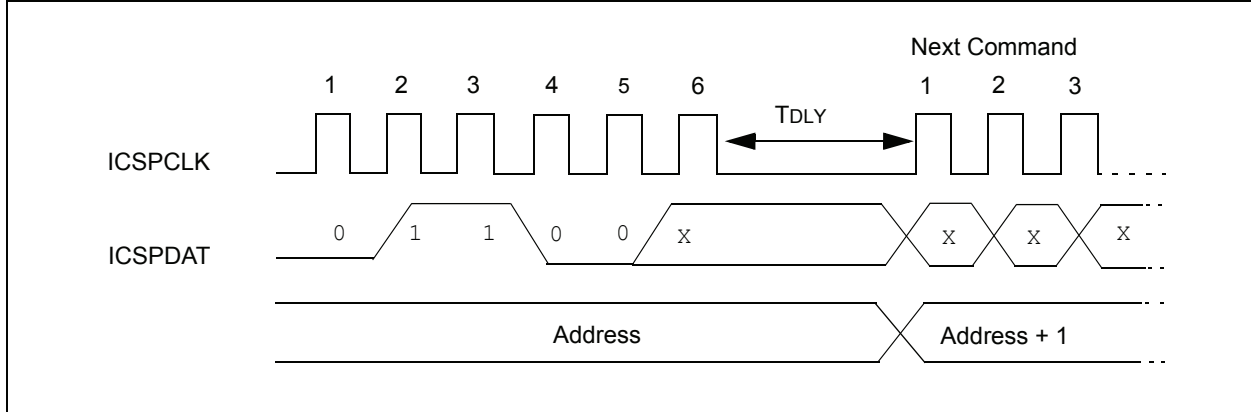 Next Command
1 2 3 4 5 6 1 2 3
TDLY
ICSPCLK
ICSPDAT 0 1 1 0 0 X X X X
Address Address + 1